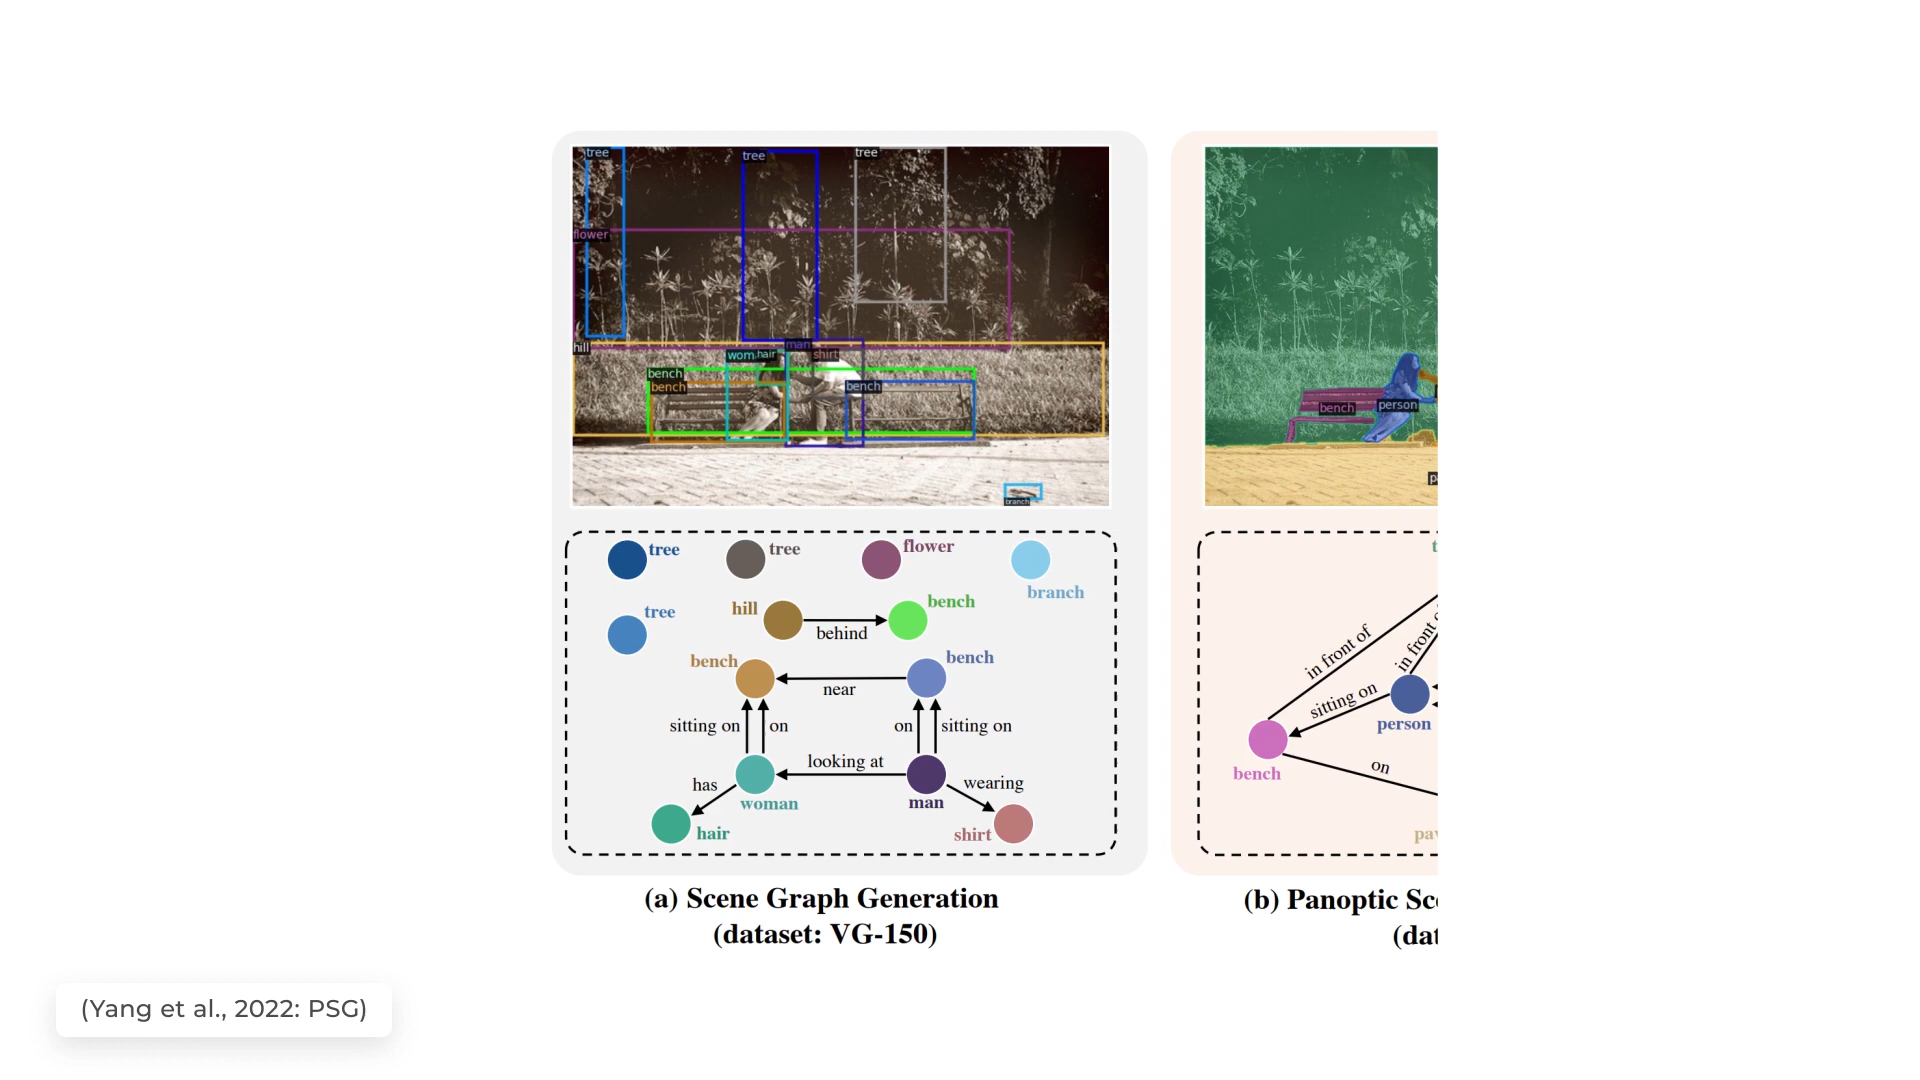 tree
tree
tree
flower
hill
man
wom
hair
shirt
bench
bench
bench
branch
tree
tree
flower
branch
tree
hill
bench
behind
bench
bench
near
sitting on
on
on
sitting on
looking at
has
wearing
woman
man
hair
shirt
(a) Scene Graph Generation
(dataset: VG-150)
bench
person
in front of
in front
sitting on
person
bench
on
(b) Panoptic
(Yang et al., 2022: PSG)